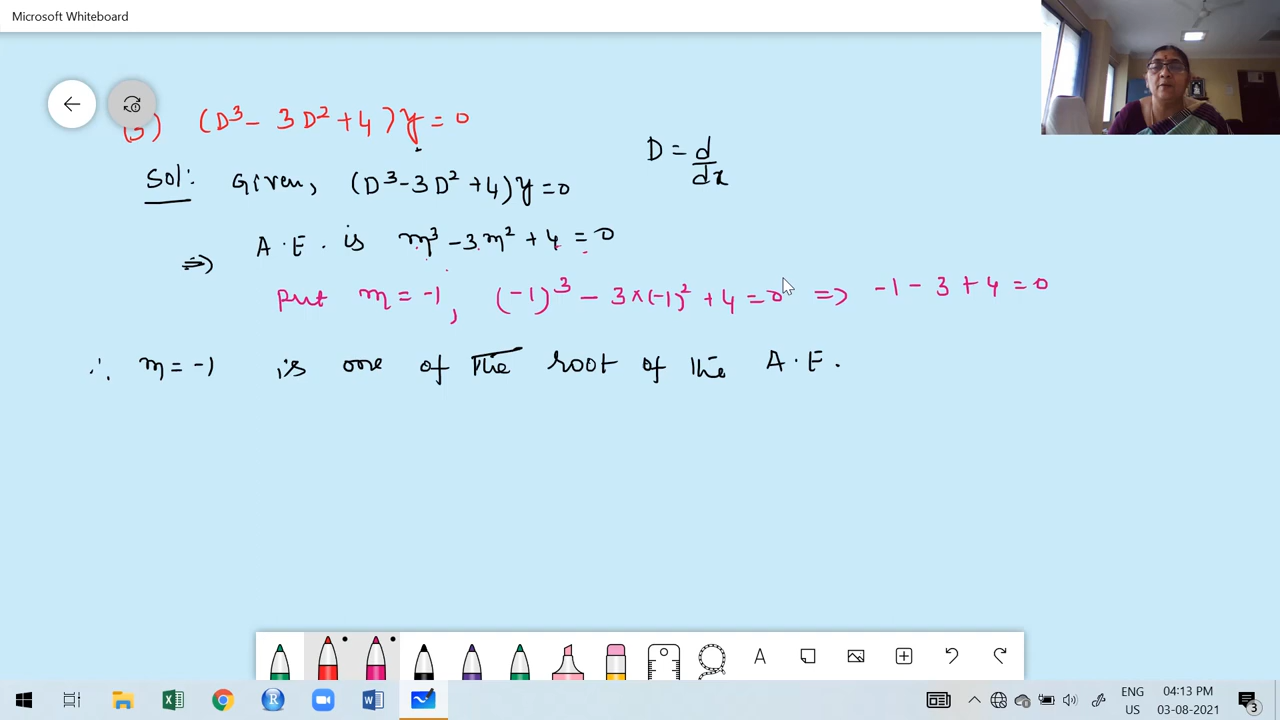 Microsoft Whiteboard
(3) (D³ - 3D² + 4) y = 0
D = d/dx
Sol: Given, (D³ - 3D² + 4) y = 0
⇒ A.E. is m³ - 3m² + 4 = 0
Put m = -1, (-1)³ - 3×(-1)² + 4 = 0 ⇒ -1 - 3 + 4 = 0
∴ m = -1 is one of the root of the A.E.
A
ENG
US
04:13 PM
03-08-2021
3